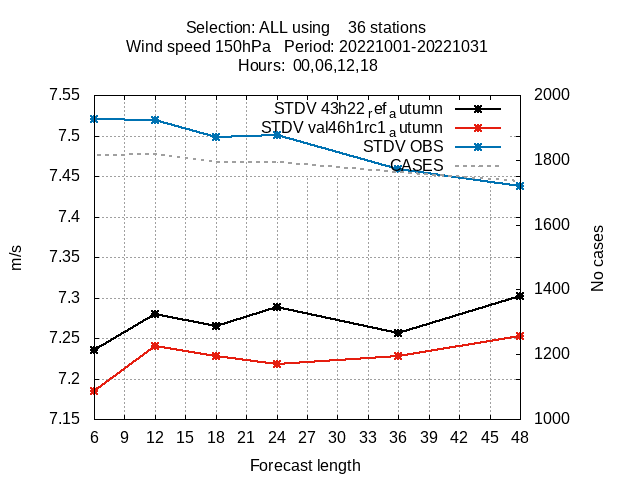 Selection: ALL using 36 stations
Wind speed 150hPa Period: 20221001-20221031
Hours: 00,06,12,18
7.55
7.5
7.45
7.4
7.35
7.3
7.25
7.2
7.15
m/s
STDV 43h22ref autumn
STDV val46h1rc1autumn
STDV OBS
CASES
2000
1800
1600
1400
1200
1000
No cases
6 9 12 15 18 21 24 27 30 33 36 39 42 45 48
Forecast length